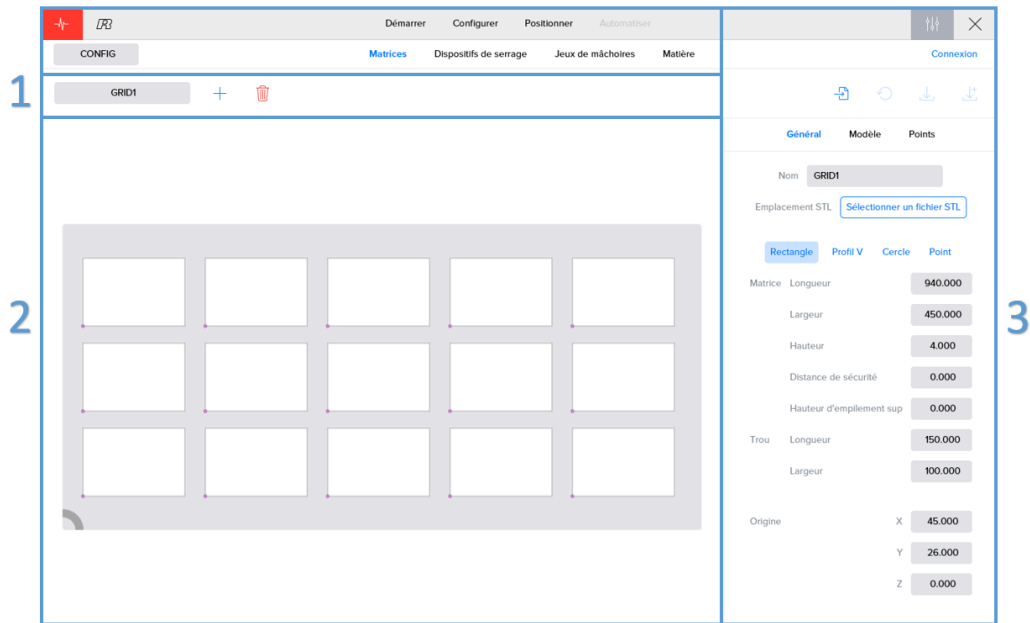 Démarrer Configurer Positionner Automatiser
CONFIG Matrices Dispositifs de serrage Jeux de mâchoires Matière
Connexion
1
GRID1
Général Modèle Points
Nom GRID1
Emplacement STL Sélectionner un fichier STL
Rectangle Profil V Cercle Point
Matrice Longueur 940.000
2
3
Largeur 450.000
Hauteur 4.000
Distance de sécurité 0.000
Hauteur d'empilement sup 0.000
Trou Longueur 150.000
Largeur 100.000
Origine X 45.000
Y 26.000
Z 0.000